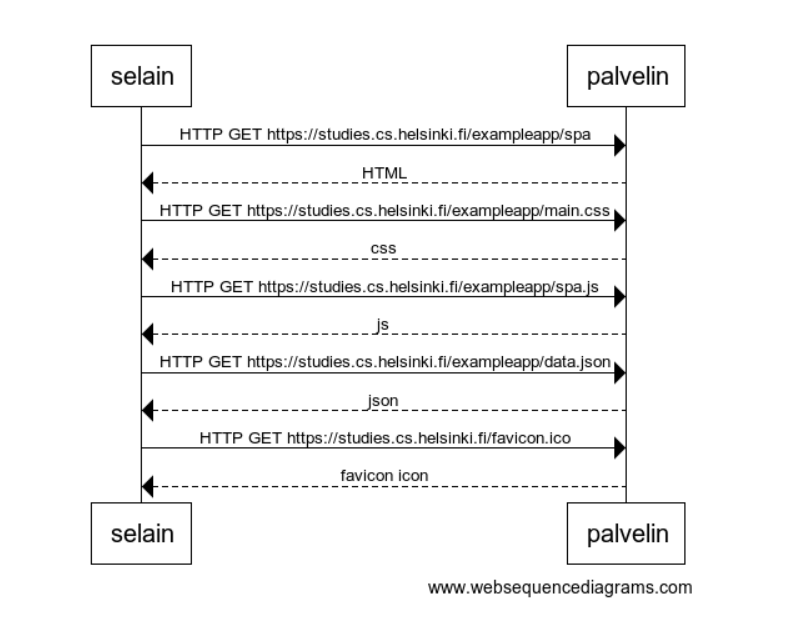 selain
palvelin
HTTP GET https://studies.cs.helsinki.fi/exampleapp/spa
HTML
HTTP GET https://studies.cs.helsinki.fi/exampleapp/main.css
css
HTTP GET https://studies.cs.helsinki.fi/exampleapp/spa.js
js
HTTP GET https://studies.cs.helsinki.fi/exampleapp/data.json
json
HTTP GET https://studies.cs.helsinki.fi/favicon.ico
favicon icon
selain
palvelin
www.websequencediagrams.com